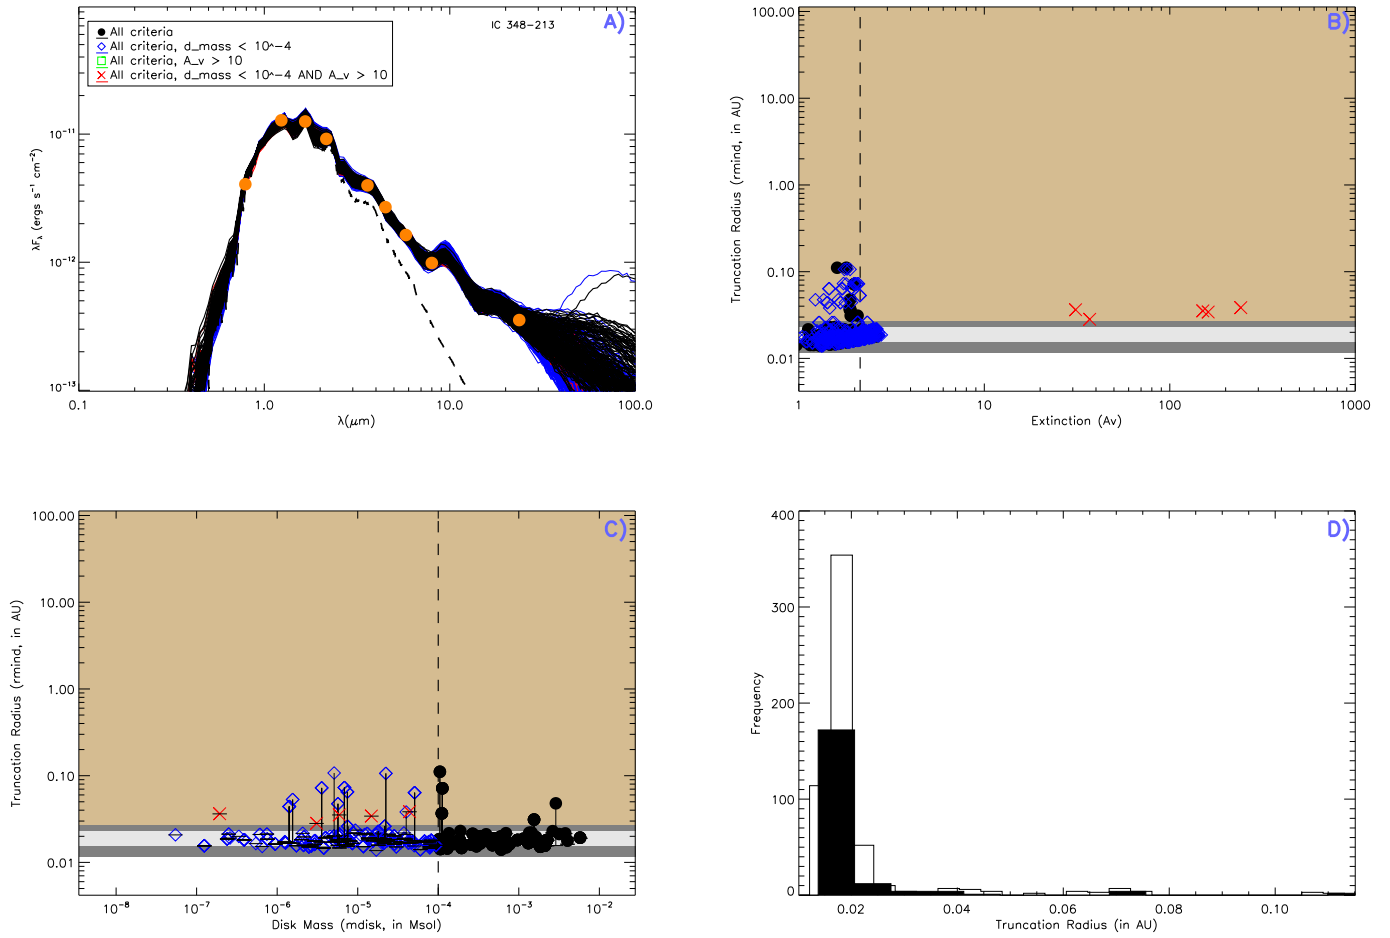 A)
IC 348-213
All criteria
All criteria, d_mass < 10^-4
All criteria, A_v > 10
All criteria, d_mass < 10^-4 AND A_v > 10
10⁻¹¹
10⁻¹²
10⁻¹³
λFλ (ergs s⁻¹ cm⁻²)
0.1 1.0 10.0 100.0
λ(μm)
B)
100.00
10.00
1.00
0.10
0.01
Truncation Radius (rmind, in AU)
1 10 100 1000
Extinction (Av)
C)
100.00
10.00
1.00
0.10
0.01
Truncation Radius (rmind, in AU)
10⁻⁸ 10⁻⁷ 10⁻⁶ 10⁻⁵ 10⁻⁴ 10⁻³ 10⁻²
Disk Mass (mdisk, in Msol)
D)
400
300
200
100
0
Frequency
0.02 0.04 0.06 0.08 0.10
Truncation Radius (in AU)